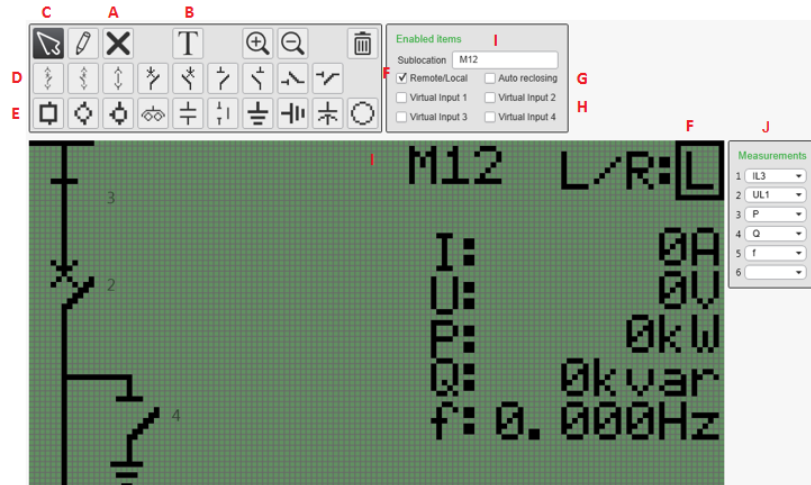 C A B
T
Enabled items I
Sublocation M12
D F Remote/Local Auto reclosing G
E Virtual Input 1 Virtual Input 2 H
Virtual Input 3 Virtual Input 4
F J
I M12 L/R:L
Measurements
1 IL3
2 UL1
3 P
4 Q
5 f
6
3
2
4
I: 0A
U: 0V
P: 0kW
Q: 0kvar
f: 0.000Hz